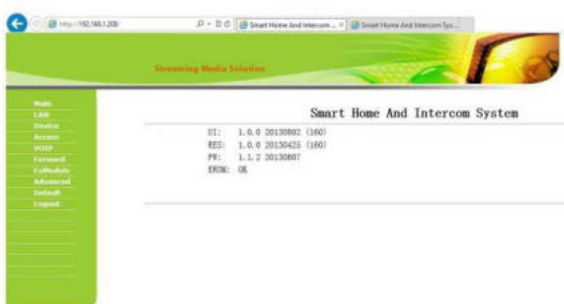 http://192.168.1.208/
Smart Home And Intercom ...
Smart Home And Intercom Sys...
Streaming Media Solution
Main
LAN
Device
Access
VOIP
Forward
ExModule
Advanced
Default
Logout
Smart Home And Intercom System
UI: 1.0.0 20130802 (160)
RES: 1.0.0 20130425 (160)
FW: 1.1.2 20130807
EROM: OK